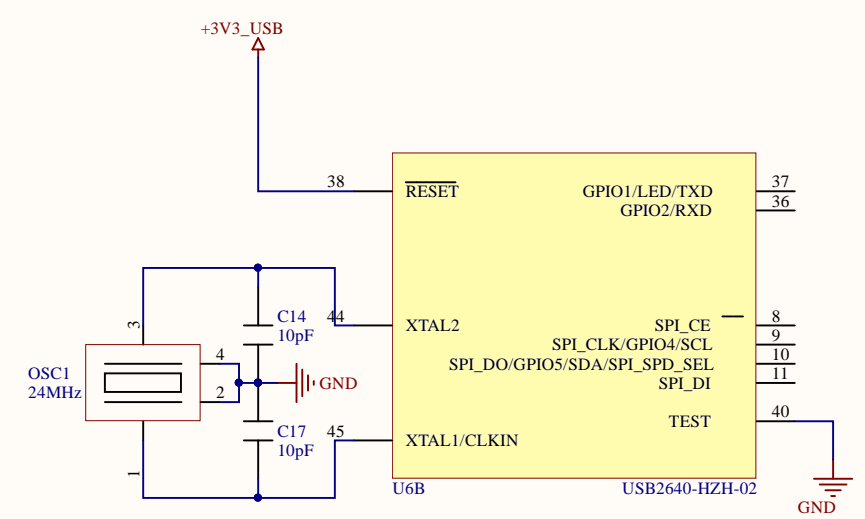 +3V3_USB
38
RESET
GPIO1/LED/TXD
37
GPIO2/RXD
36
3
C14
10pF
44
XTAL2
SPI_CE
8
SPI_CLK/GPIO4/SCL
9
SPI_DO/GPIO5/SDA/SPI_SPD_SEL
10
SPI_DI
11
OSC1
24MHz
4
2
GND
TEST
40
C17
10pF
45
XTAL1/CLKIN
1
U6B
USB2640-HZH-02
GND